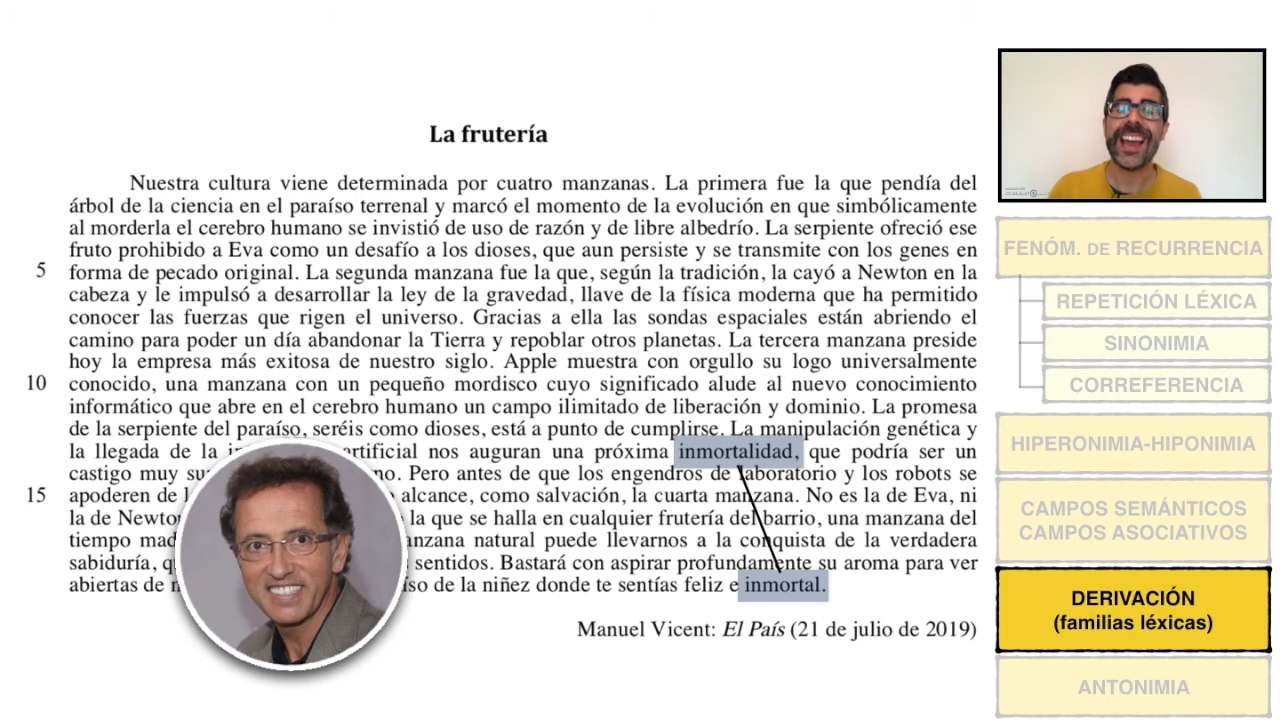 La frutería
Nuestra cultura viene determinada por cuatro manzanas. La primera fue la que pendía del
árbol de la ciencia en el paraíso terrenal y marcó el momento de la evolución en que simbólicamente
al morderla el cerebro humano se invistió de uso de razón y de libre albedrío. La serpiente ofreció ese
fruto prohibido a Eva como un desafío a los dioses, que aun persiste y se transmite con los genes en
5 forma de pecado original. La segunda manzana fue la que, según la tradición, la cayó a Newton en la
cabeza y le impulsó a desarrollar la ley de la gravedad, llave de la física moderna que ha permitido
conocer las fuerzas que rigen el universo. Gracias a ella las sondas espaciales están abriendo el
camino para poder un día abandonar la Tierra y repoblar otros planetas. La tercera manzana preside
hoy la empresa más exitosa de nuestro siglo. Apple muestra con orgullo su logo universalmente
10 conocido, una manzana con un pequeño mordisco cuyo significado alude al nuevo conocimiento
informático que abre en el cerebro humano un campo ilimitado de liberación y dominio. La promesa
de la serpiente del paraíso, seréis como dioses, está a punto de cumplirse. La manipulación genética y
la llegada de la artificial nos auguran una próxima inmortalidad, que podría ser un
castigo muy no. Pero antes de que los engendros de laboratorio y los robots se
15 apoderen de alcance, como salvación, la cuarta manzana. No es la de Eva, ni
la de la que se halla en cualquier frutería del barrio, una manzana del
tiempo natural puede llevarnos a la conquista de la verdadera
sabiduría, sentidos. Bastará con aspirar profundamente su aroma para ver
abiertas de de la niñez donde te sentías feliz e inmortal.
Manuel Vicent: El País (21 de julio de 2019)
FENÓM. DE RECURRENCIA
REPETICIÓN LÉXICA
SINONIMIA
CORREFERENCIA
HIPERONIMIA-HIPONIMIA
CAMPOS SEMÁNTICOS
CAMPOS ASOCIATIVOS
DERIVACIÓN
(familias léxicas)
ANTONIMIA